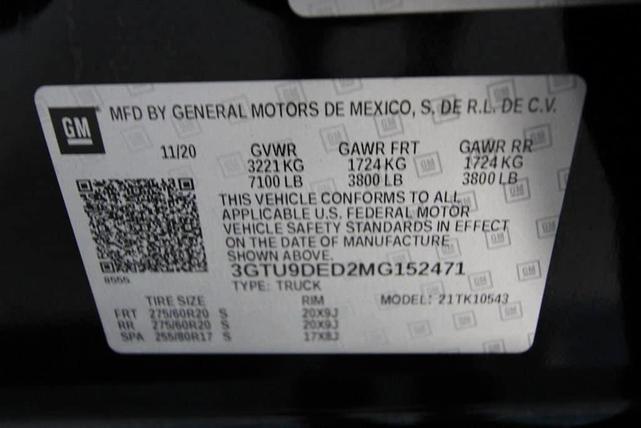 GM
MFD BY GENERAL MOTORS DE MEXICO, S. DE R.L. DE C.V.
11/20 GVWR GAWR FRT GAWR RR
3221 KG 1724 KG 1724 KG
7100 LB 3800 LB 3800 LB
THIS VEHICLE CONFORMS TO ALL
APPLICABLE U.S. FEDERAL MOTOR
VEHICLE SAFETY STANDARDS IN EFFECT
ON THE DATE OF MANUFACTURE
SHOWN ABOVE.
3GTU9DED2MG152471
TYPE: TRUCK MODEL: 21TK10543
TIRE SIZE RIM
FRT 275/60R20 S 20X9J
RR 275/60R20 S 20X9J
SPA 255/80R17 S 17X8J